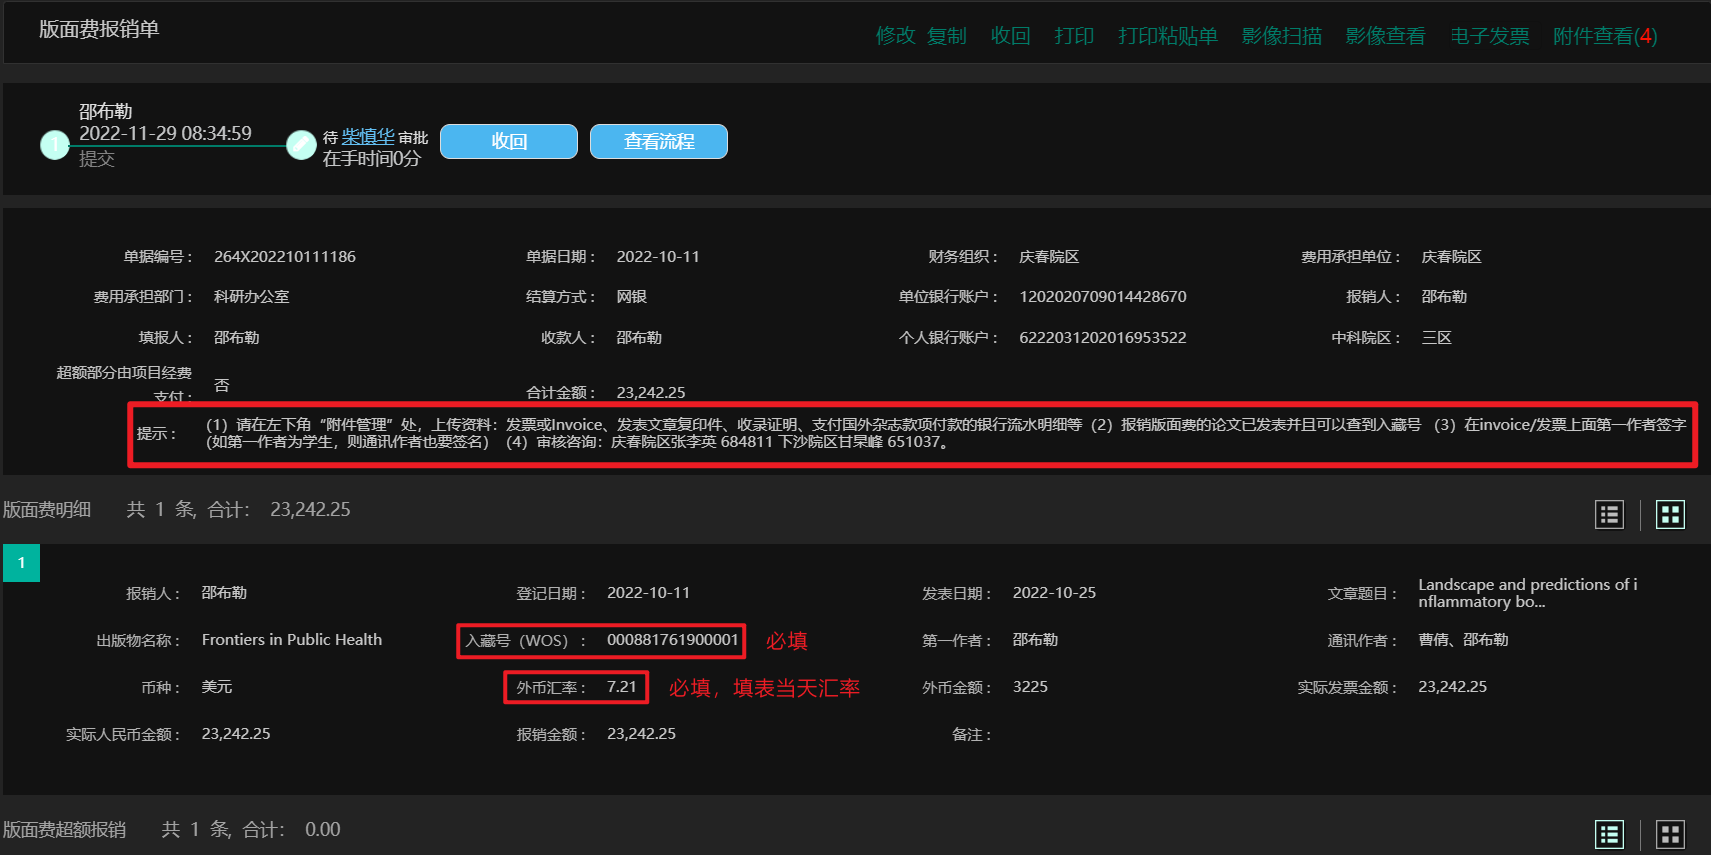 版面费报销单
修改 复制 收回 打印 打印粘贴单 影像扫描 影像查看 电子发票 附件查看(4)
邵布勒
2022-11-29 08:34:59
提交
1
待 柴慎华 审批
在手时间0分
收回 查看流程
单据编号： 264X202210111186 单据日期： 2022-10-11 财务组织： 庆春院区 费用承担单位： 庆春院区
费用承担部门： 科研办公室 结算方式： 网银 单位银行账户： 1202020709014428670 报销人： 邵布勒
填报人： 邵布勒 收款人： 邵布勒 个人银行账户： 6222031202016953522 中科院区： 三区
超额部分由项目经费
支付： 否 合计金额： 23,242.25
提示： （1）请在左下角“附件管理”处，上传资料：发票或Invoice、发表文章复印件、收录证明、支付国外杂志款项付款的银行流水明细等（2）报销版面费的论文已发表并且可以查到入藏号 （3）在invoice/发票上面第一作者签字
(如第一作者为学生，则通讯作者也要签名）（4）审核咨询：庆春院区张李英 684811 下沙院区甘杲峰 651037。
版面费明细 共 1 条, 合计： 23,242.25
1
报销人： 邵布勒 登记日期： 2022-10-11 发表日期： 2022-10-25 文章题目： Landscape and predictions of i
nflammatory bo...
出版物名称： Frontiers in Public Health 入藏号（WOS）： 000881761900001 必填 第一作者： 邵布勒 通讯作者： 曹倩、邵布勒
币种： 美元 外币汇率： 7.21 必填，填表当天汇率 外币金额： 3225 实际发票金额： 23,242.25
实际人民币金额： 23,242.25 报销金额： 23,242.25 备注：
版面费超额报销 共 1 条, 合计： 0.00